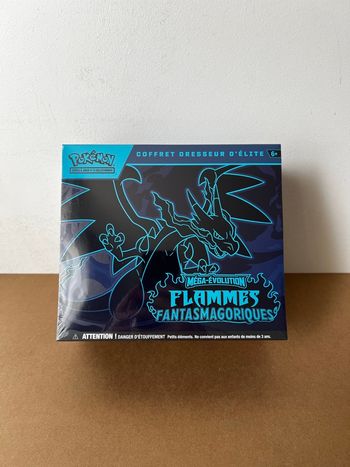 COFFRET DRESSEUR D'ÉLITE 6+
POKÉMON
MÉGA-ÉVOLUTION
FLAMMES
FANTASMAGORIQUES
ATTENTION ! DANGER D'ÉTOUFFEMENT Petits éléments. Ne convient pas aux enfants de moins de 3 ans.